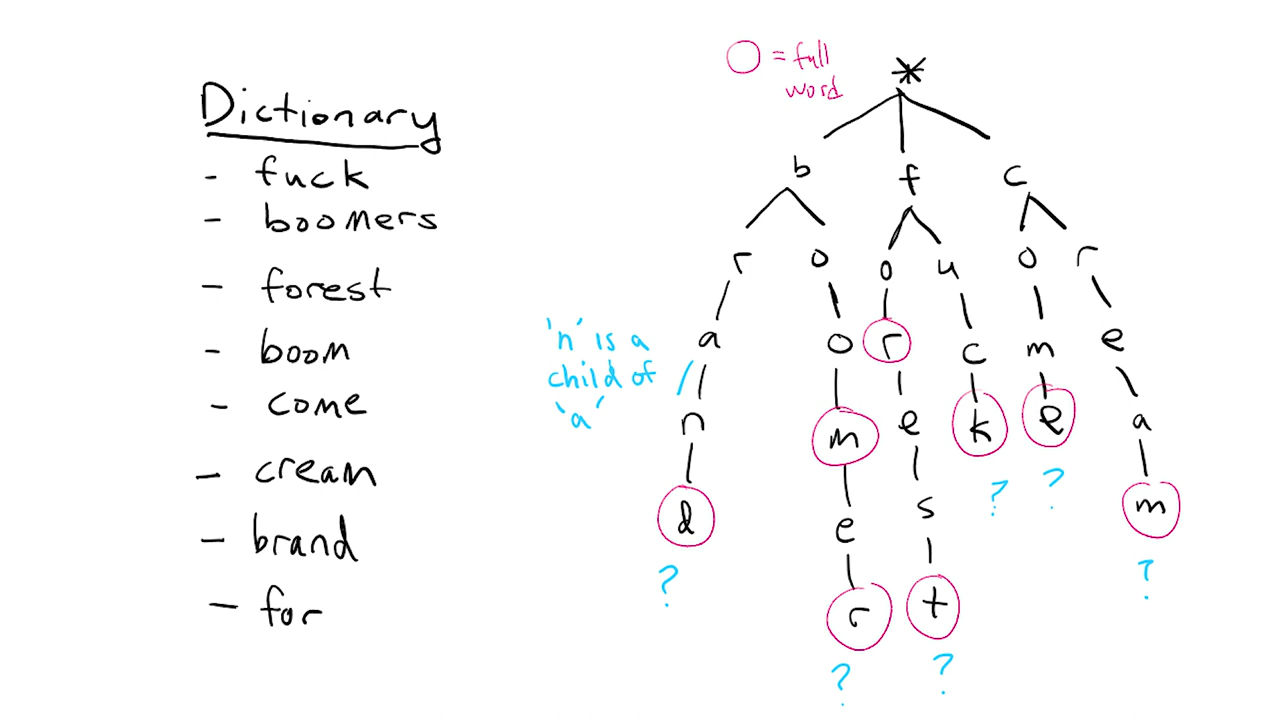 Dictionary
- fuck
- boomers
- forest
- boom
- come
- cream
- brand
- for
= full
word
*
b f c
r o o u o r
a o r c m e
'n' is a
child of
'a'
n m e k e a
d e s m
r t
? ? ? ? ? ?